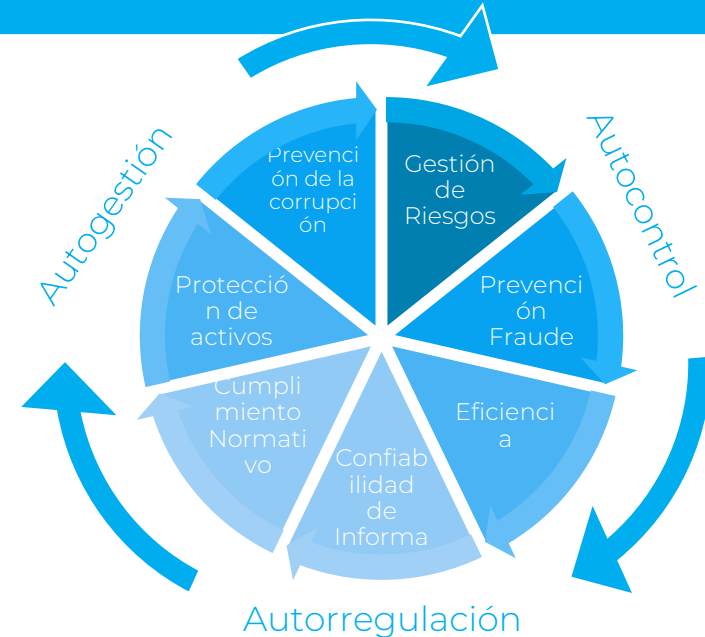 Autogestión
Autocontrol
Prevenci
ón de la
corrupci
ón
Gestión
de
Riesgos
Protecció
n de
activos
Prevenci
ón
Fraude
Cumpli
miento
Normati
vo
Eficienci
a
Confiab
ilidad
de
Informa
Autorregulación